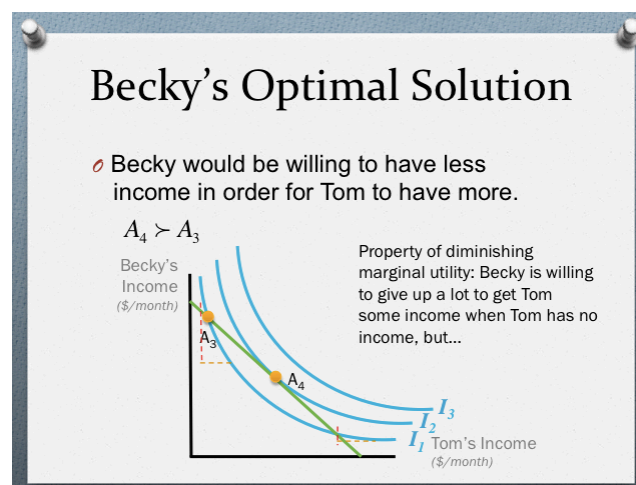 Becky's Optimal Solution
Becky would be willing to have less
income in order for Tom to have more.
A₄ ≻ A₃
Property of diminishing
marginal utility: Becky is willing
to give up a lot to get Tom
some income when Tom has no
income, but...
Becky's
Income
($/month)
A₃
A₄
I₃
I₂
I₁
Tom's Income
($/month)